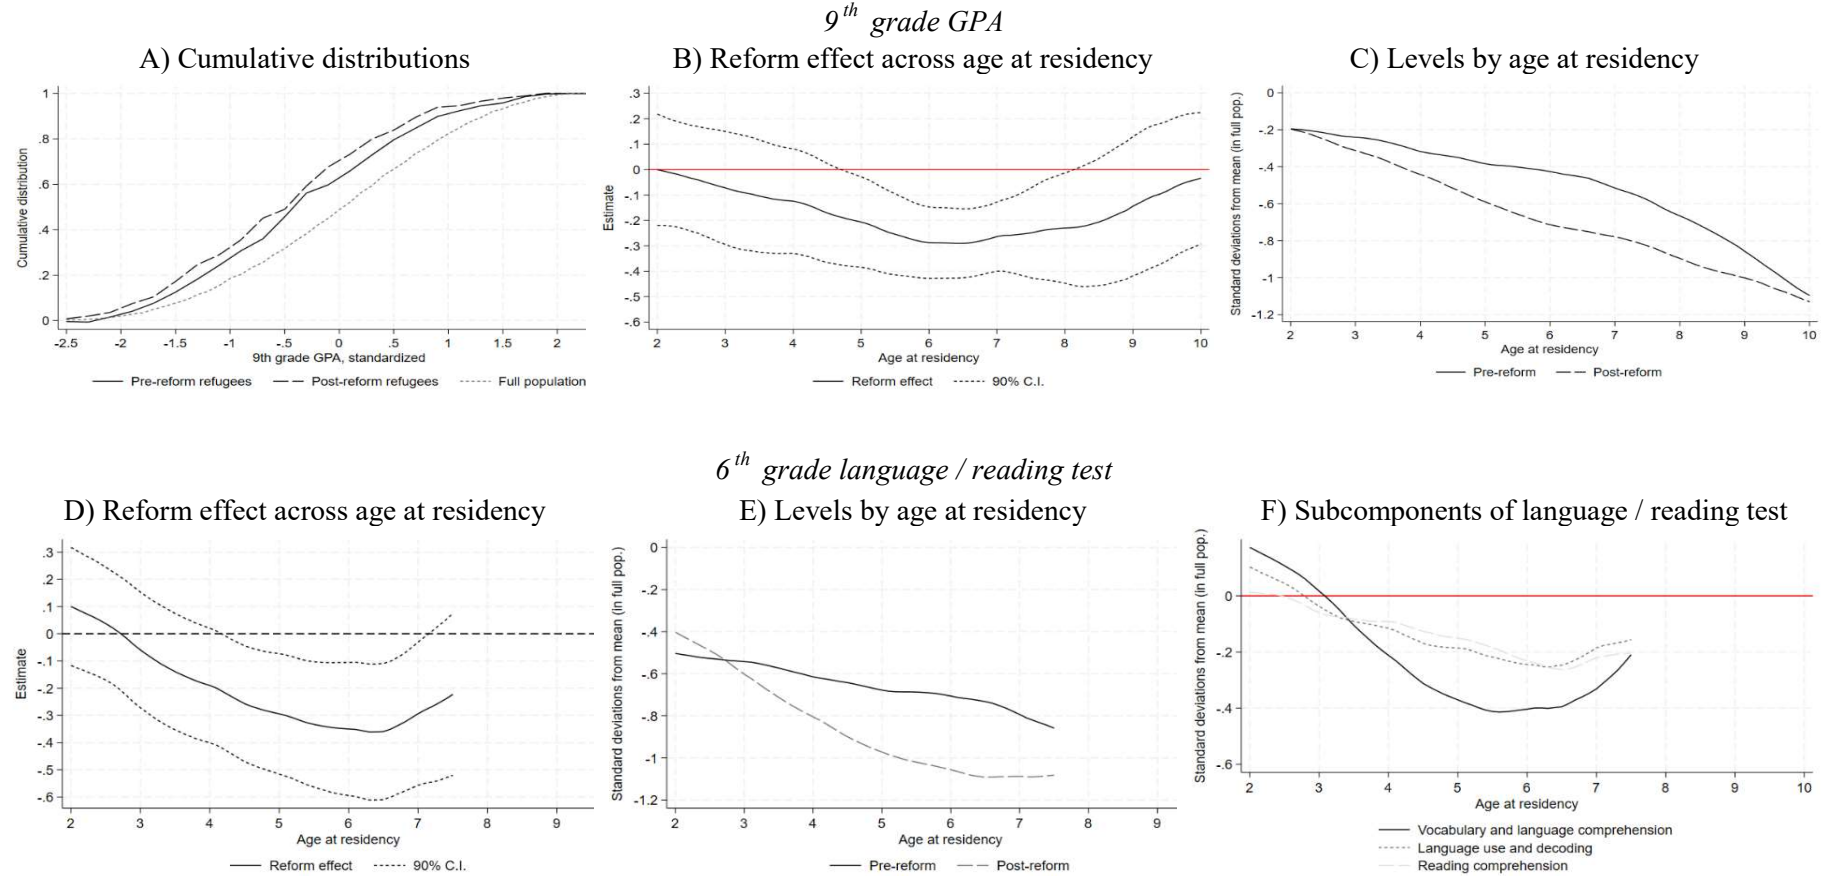 9th grade GPA
A) Cumulative distributions
B) Reform effect across age at residency
C) Levels by age at residency
Cumulative distribution
1
.8
.6
.4
.2
0
-2.5 -2 -1.5 -1 -.5 0 .5 1 1.5 2
9th grade GPA, standardized
Pre-reform refugees Post-reform refugees Full population
Estimate
.3
.2
.1
0
-.1
-.2
-.3
-.4
-.5
-.6
2 3 4 5 6 7 8 9 10
Age at residency
Reform effect 90% C.I.
Standard deviations from mean (in full pop.)
0
-.2
-.4
-.6
-.8
-1
-1.2
2 3 4 5 6 7 8 9 10
Age at residency
Pre-reform Post-reform
6th grade language / reading test
D) Reform effect across age at residency
E) Levels by age at residency
F) Subcomponents of language / reading test
Estimate
.3
.2
.1
0
-.1
-.2
-.3
-.4
-.5
-.6
2 3 4 5 6 7 8 9
Age at residency
Reform effect 90% C.I.
Standard deviations from mean (in full pop.)
0
-.2
-.4
-.6
-.8
-1
-1.2
2 3 4 5 6 7 8 9
Age at residency
Pre-reform Post-reform
Standard deviations from mean (in full pop.)
0
-.2
-.4
-.6
2 3 4 5 6 7 8 9 10
Age at residency
Vocabulary and language comprehension
Language use and decoding
Reading comprehension